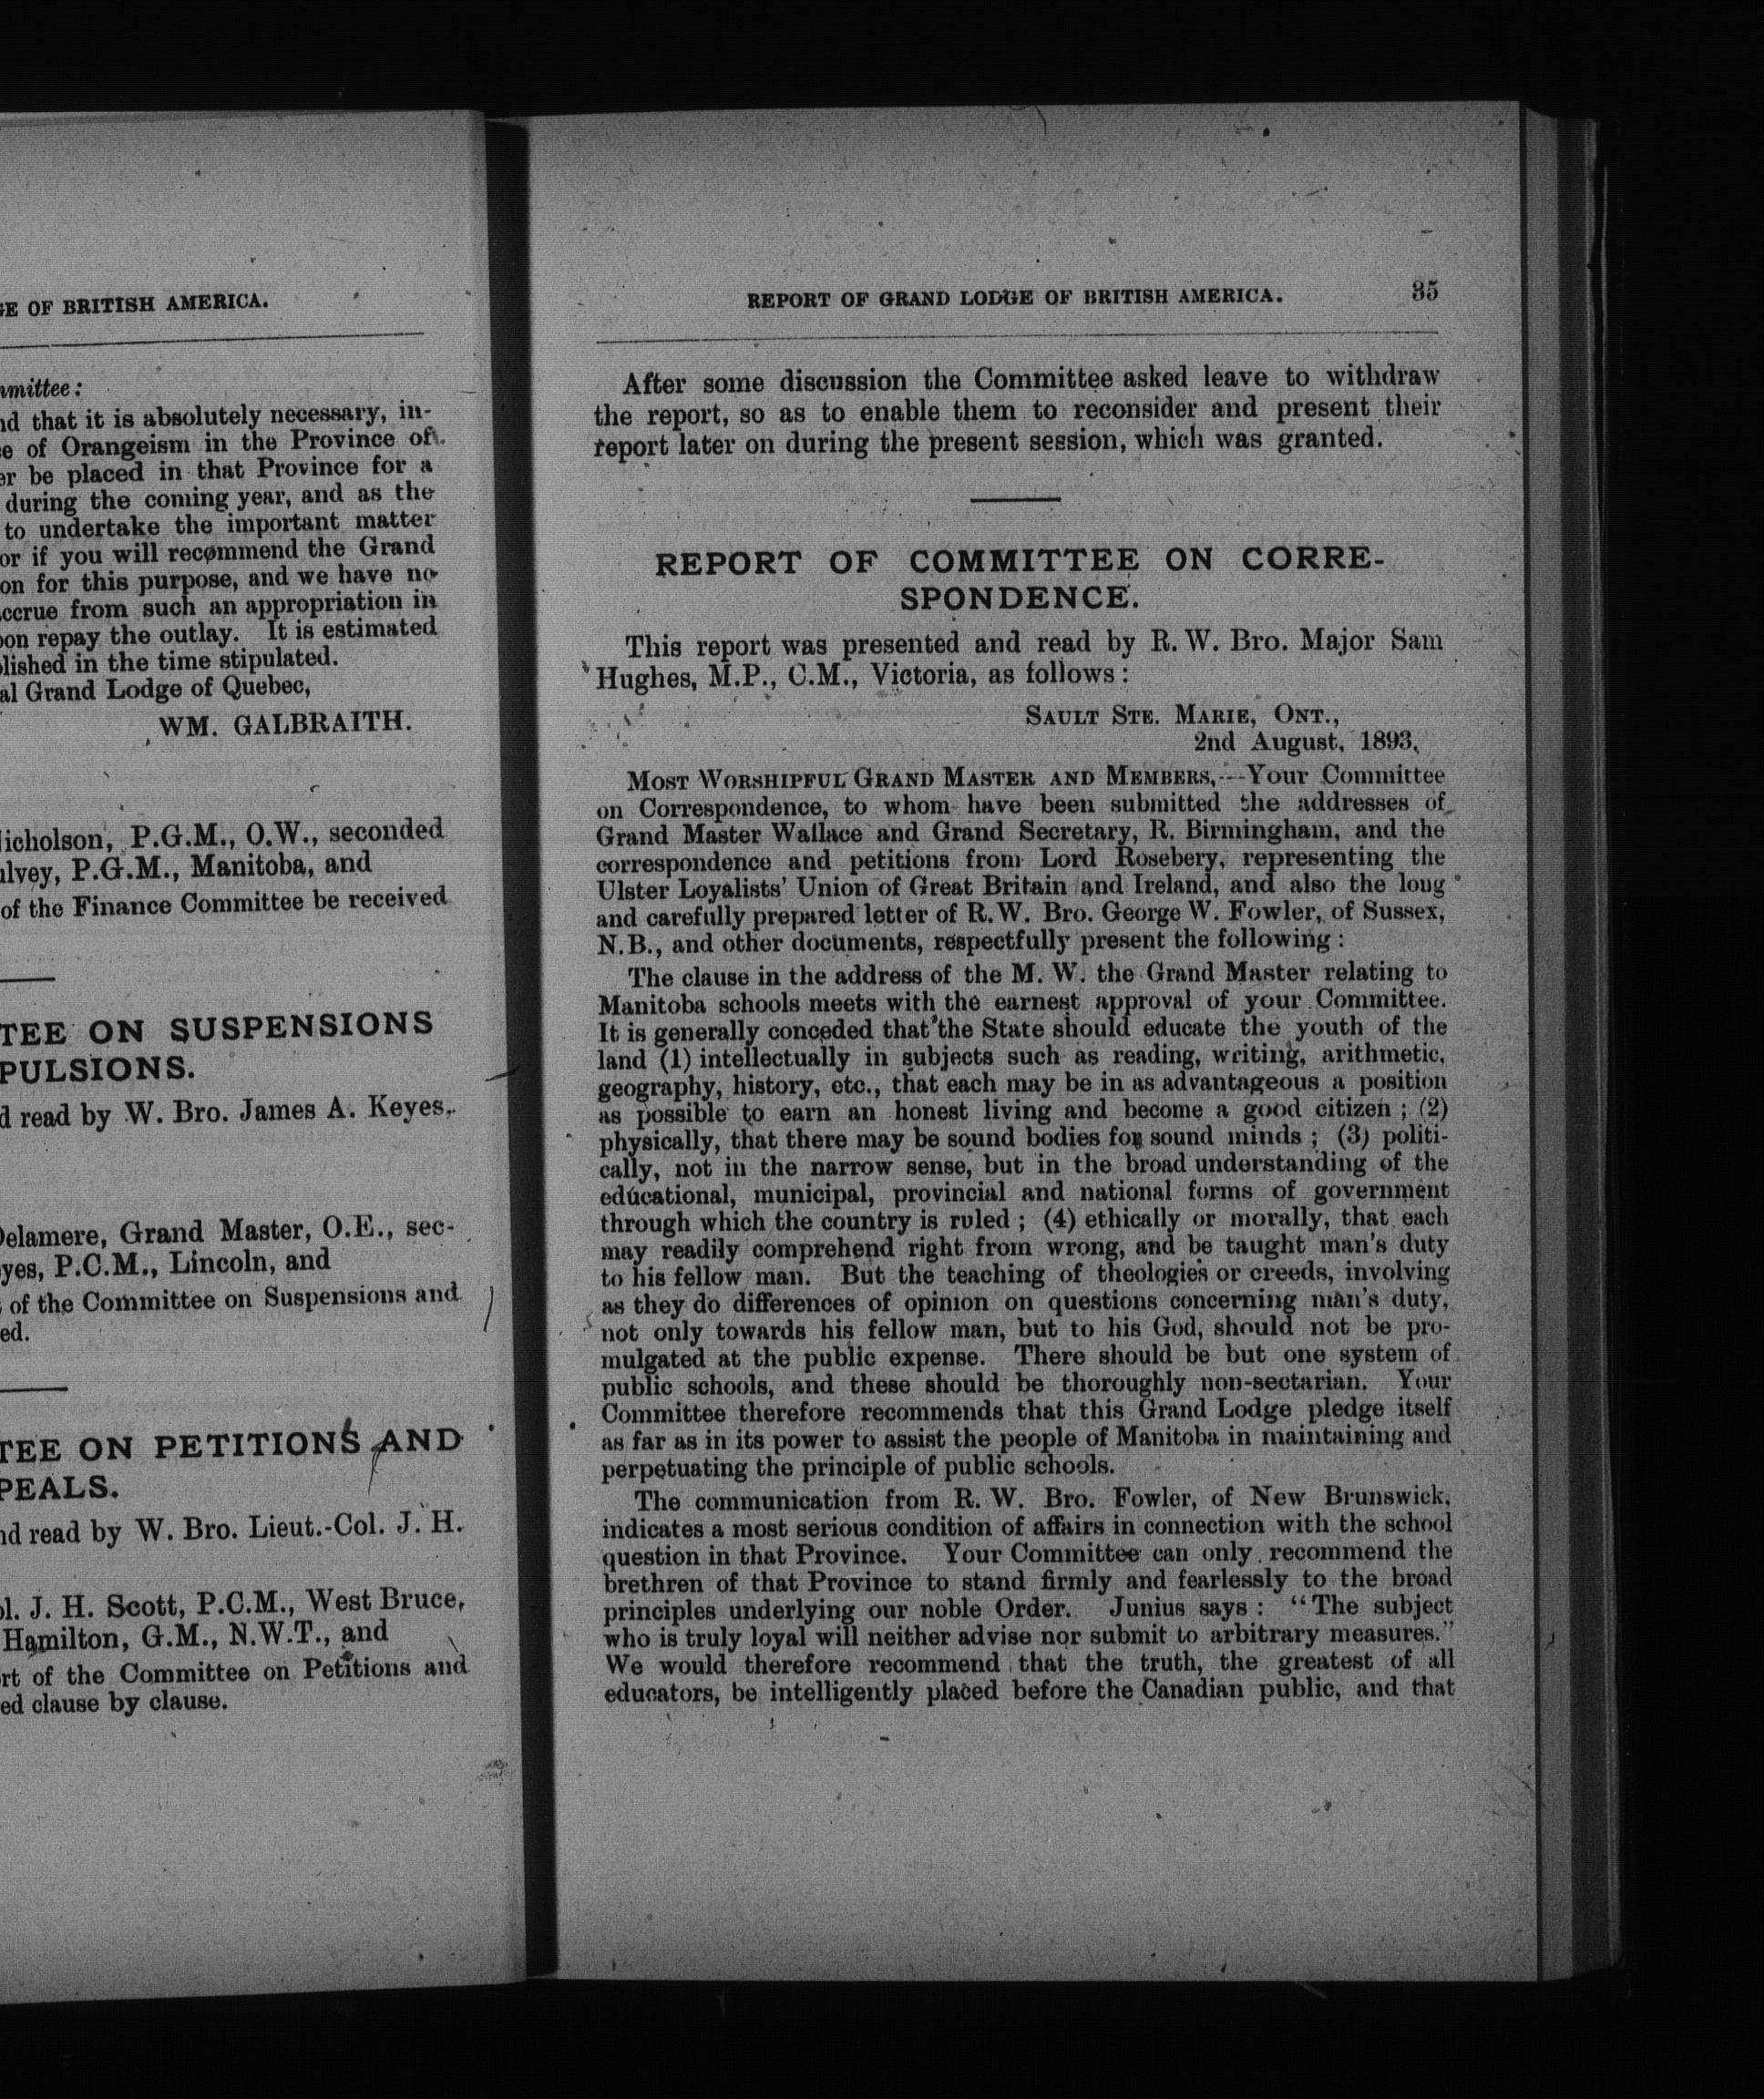 GE OF BRITISH AMERICA.
mmittee:
nd that it is absolutely necessary, in-
e of Orangeism in the Province of
er be placed in that Province for a
during the coming year, and as the
to undertake the important matter
or if you will recommend the Grand
on for this purpose, and we have no
accrue from such an appropriation in
oon repay the outlay. It is estimated
plished in the time stipulated.
al Grand Lodge of Quebec,
WM. GALBRAITH.
Nicholson, P.G.M., O.W., seconded
ulvey, P.G.M., Manitoba, and
of the Finance Committee be received
TEE ON SUSPENSIONS
PULSIONS.
d read by W. Bro. James A. Keyes,
Delamere, Grand Master, O.E., sec-
yes, P.C.M., Lincoln, and
of the Committee on Suspensions and
ed.
TEE ON PETITIONS AND
PEALS.
nd read by W. Bro. Lieut.-Col. J. H.
ol. J. H. Scott, P.C.M., West Bruce,
Hamilton, G.M., N.W.T., and
rt of the Committee on Petitions and
ed clause by clause.
REPORT OF GRAND LODGE OF BRITISH AMERICA. 35
After some discussion the Committee asked leave to withdraw
the report, so as to enable them to reconsider and present their
report later on during the present session, which was granted.
REPORT OF COMMITTEE ON CORRE-
SPONDENCE.
This report was presented and read by R. W. Bro. Major Sam
Hughes, M.P., C.M., Victoria, as follows:
SAULT STE. MARIE, ONT.,
2nd August, 1893.
MOST WORSHIPFUL GRAND MASTER AND MEMBERS,—Your Committee
on Correspondence, to whom have been submitted the addresses of
Grand Master Wallace and Grand Secretary, R. Birmingham, and the
correspondence and petitions from Lord Rosebery, representing the
Ulster Loyalists' Union of Great Britain and Ireland, and also the long
and carefully prepared letter of R. W. Bro. George W. Fowler, of Sussex,
N.B., and other documents, respectfully present the following:
The clause in the address of the M. W. the Grand Master relating to
Manitoba schools meets with the earnest approval of your Committee.
It is generally conceded that the State should educate the youth of the
land (1) intellectually in subjects such as reading, writing, arithmetic,
geography, history, etc., that each may be in as advantageous a position
as possible to earn an honest living and become a good citizen; (2)
physically, that there may be sound bodies for sound minds; (3) politi-
cally, not in the narrow sense, but in the broad understanding of the
educational, municipal, provincial and national forms of government
through which the country is ruled; (4) ethically or morally, that each
may readily comprehend right from wrong, and be taught man's duty
to his fellow man. But the teaching of theologies or creeds, involving
as they do differences of opinion on questions concerning man's duty,
not only towards his fellow man, but to his God, should not be pro-
mulgated at the public expense. There should be but one system of
public schools, and these should be thoroughly non-sectarian. Your
Committee therefore recommends that this Grand Lodge pledge itself
as far as in its power to assist the people of Manitoba in maintaining and
perpetuating the principle of public schools.
The communication from R. W. Bro. Fowler, of New Brunswick,
indicates a most serious condition of affairs in connection with the school
question in that Province. Your Committee can only recommend the
brethren of that Province to stand firmly and fearlessly to the broad
principles underlying our noble Order. Junius says: "The subject
who is truly loyal will neither advise nor submit to arbitrary measures."
We would therefore recommend that the truth, the greatest of all
educators, be intelligently placed before the Canadian public, and that